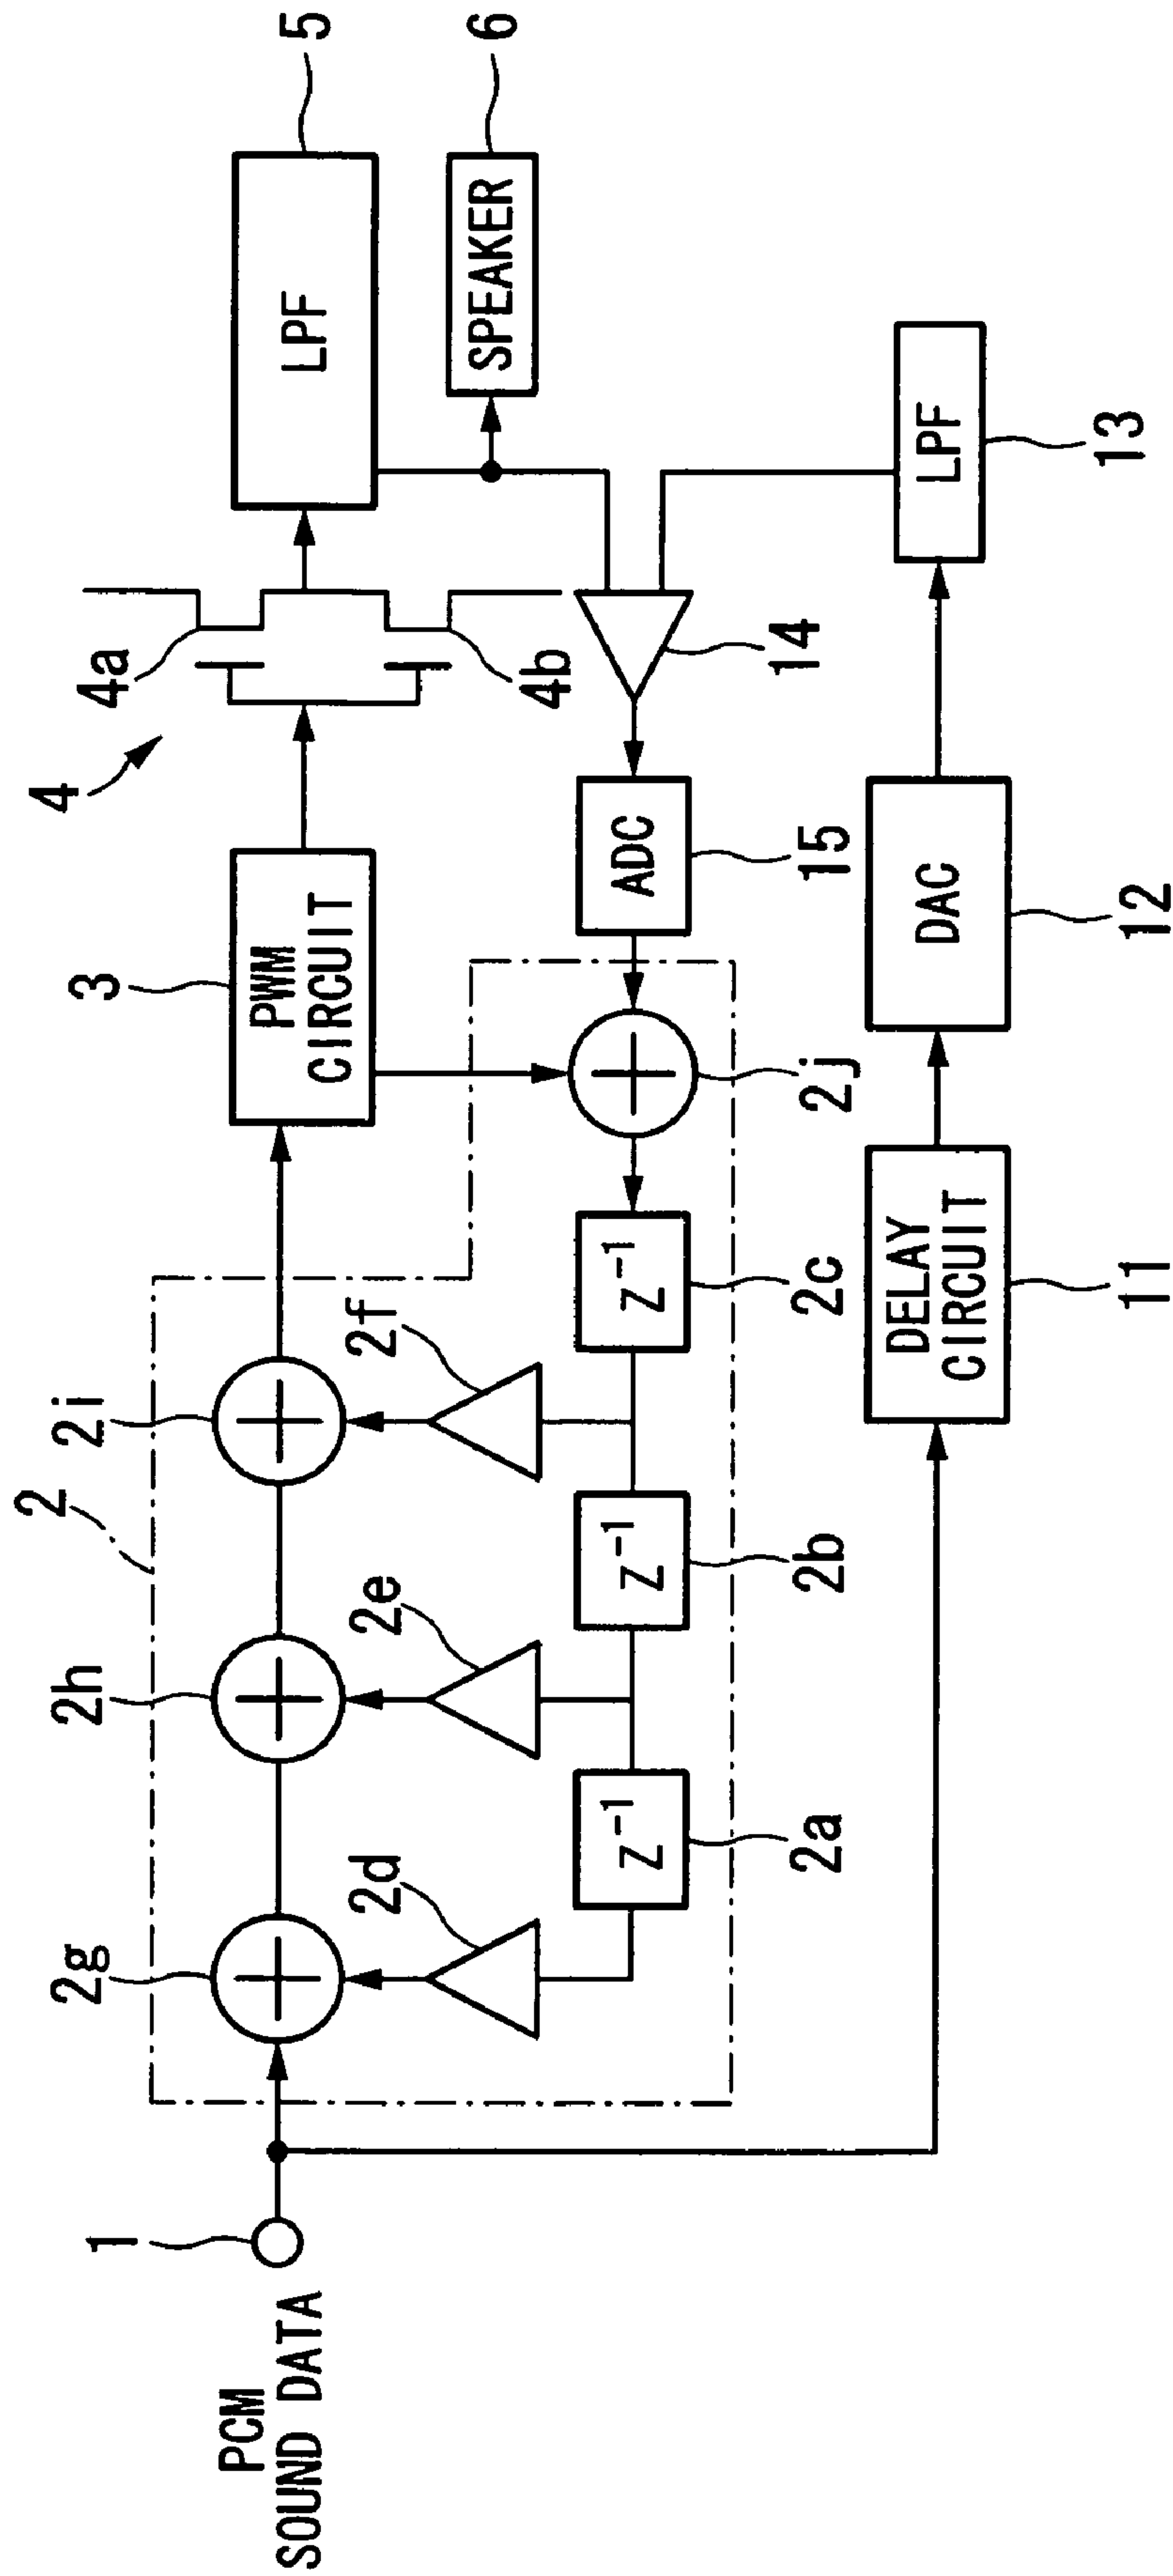 1
PCM
SOUND DATA
2
2g
2h
2i
2d
2e
2f
Z⁻¹
2a
Z⁻¹
2b
Z⁻¹
2c
2j
3
PWM
CIRCUIT
4
4a
4b
LPF
5
SPEAKER
6
14
ADC
15
DELAY
CIRCUIT
11
DAC
12
LPF
13